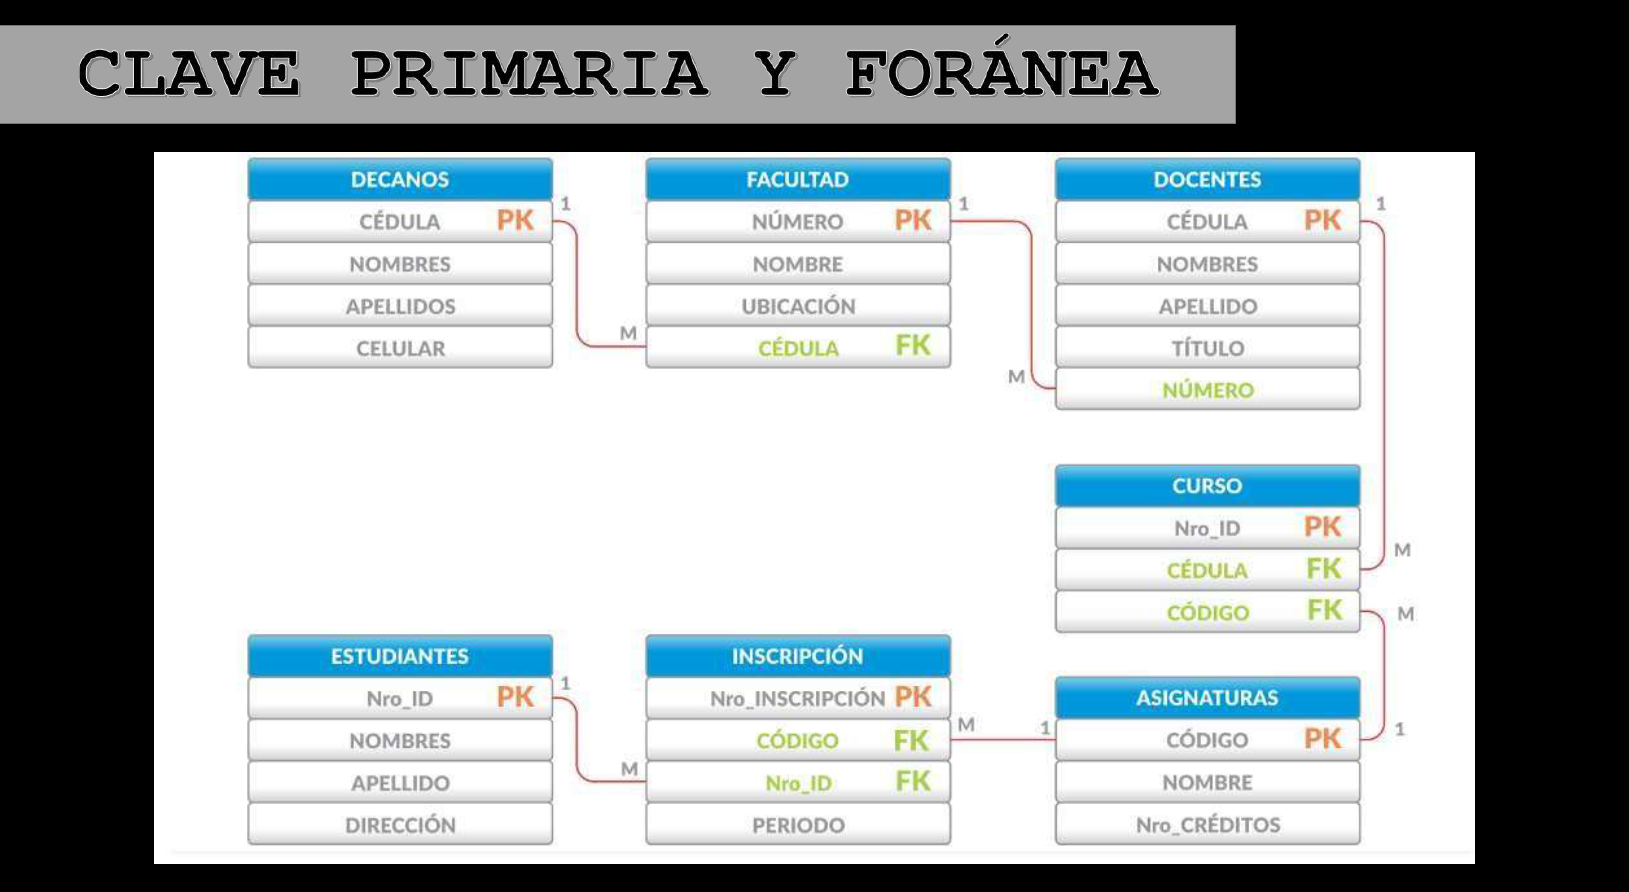 CLAVE PRIMARIA Y FORÁNEA
DECANOS
CÉDULA PK
NOMBRES
APELLIDOS
CELULAR
1
M
FACULTAD
NÚMERO PK
NOMBRE
UBICACIÓN
CÉDULA FK
1
M
DOCENTES
CÉDULA PK
NOMBRES
APELLIDO
TÍTULO
NÚMERO
1
M
CURSO
Nro_ID PK
CÉDULA FK
CÓDIGO FK
M
ESTUDIANTES
Nro_ID PK
NOMBRES
APELLIDO
DIRECCIÓN
1
M
INSCRIPCIÓN
Nro_INSCRIPCIÓN PK
CÓDIGO FK
Nro_ID FK
PERIODO
M
1
ASIGNATURAS
CÓDIGO PK
NOMBRE
Nro_CRÉDITOS
1